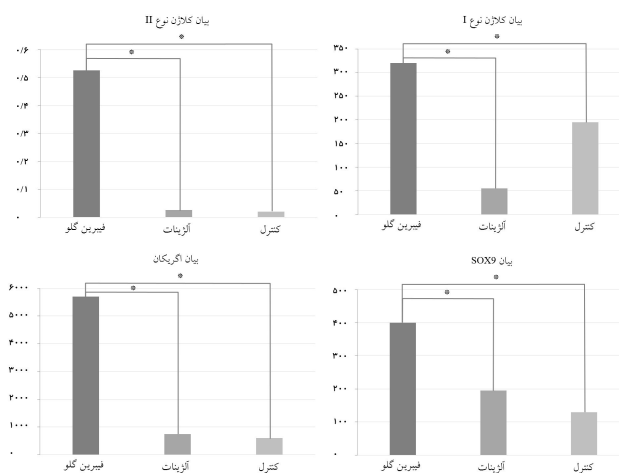 بیان کلاژن نوع II
*
*
۰/۶
۰/۵
۰/۴
۰/۳
۰/۲
۰/۱
۰
فیبرین گلو
آلژینات
کنترل
بیان کلاژن نوع I
*
*
۳۵۰
۳۰۰
۲۵۰
۲۰۰
۱۵۰
۱۰۰
۵۰
۰
فیبرین گلو
آلژینات
کنترل
بیان اگریکان
*
*
۶۰۰۰
۵۰۰۰
۴۰۰۰
۳۰۰۰
۲۰۰۰
۱۰۰۰
۰
فیبرین گلو
آلژینات
کنترل
بیان SOX9
*
*
۵۰۰
۴۰۰
۳۰۰
۲۰۰
۱۰۰
۰
فیبرین گلو
آلژینات
کنترل